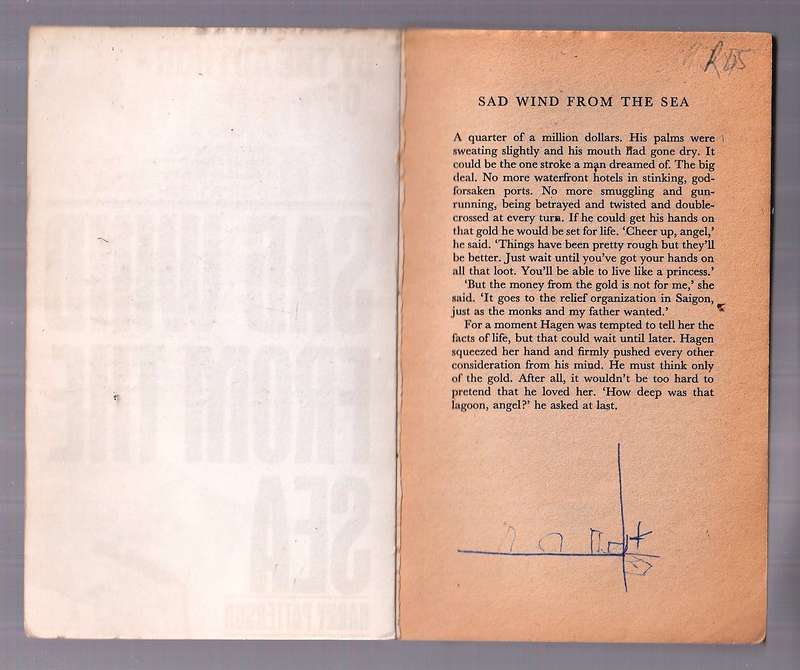 SAD WIND FROM THE SEA
A quarter of a million dollars. His palms were
sweating slightly and his mouth had gone dry. It
could be the one stroke a man dreamed of. The big
deal. No more waterfront hotels in stinking, god-
forsaken ports. No more smuggling and gun-
running, being betrayed and twisted and double-
crossed at every turn. If he could get his hands on
that gold he would be set for life. ‘Cheer up, angel,’
he said. ‘Things have been pretty rough but they’ll
be better. Just wait until you’ve got your hands on
all that loot. You’ll be able to live like a princess.’
‘But the money from the gold is not for me,’ she
said. ‘It goes to the relief organization in Saigon,
just as the monks and my father wanted.’
For a moment Hagen was tempted to tell her the
facts of life, but that could wait until later. Hagen
squeezed her hand and firmly pushed every other
consideration from his mind. He must think only
of the gold. After all, it wouldn’t be too hard to
pretend that he loved her. ‘How deep was that
lagoon, angel?’ he asked at last.